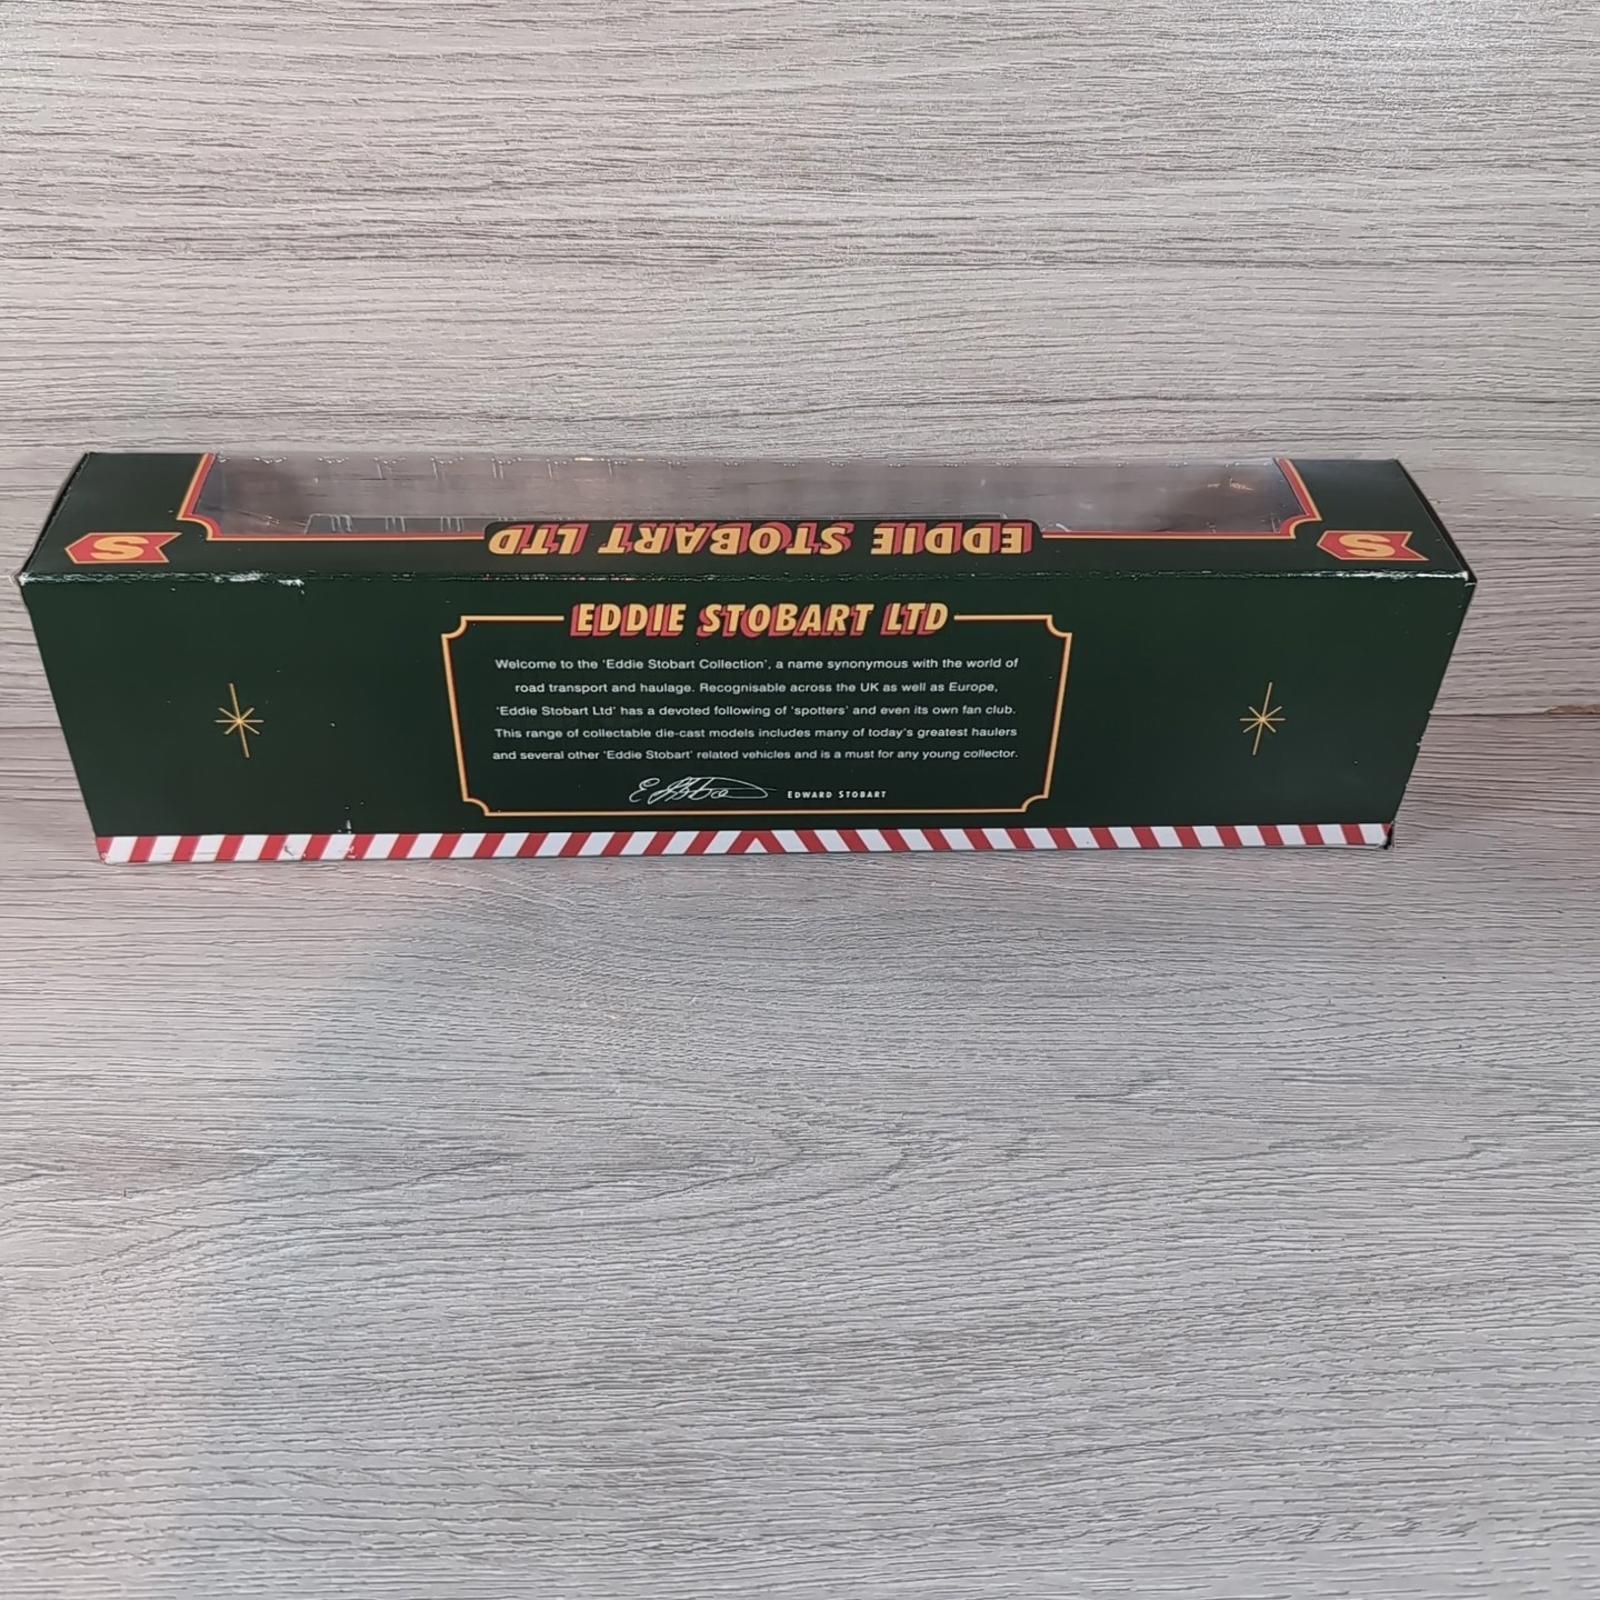 S
EDDIE STOBART LTD
S
EDDIE STOBART LTD
Welcome to the 'Eddie Stobart Collection', a name synonymous with the world of
road transport and haulage. Recognisable across the UK as well as Europe,
'Eddie Stobart Ltd' has a devoted following of 'spotters' and even its own fan club.
This range of collectable die-cast models includes many of today's greatest haulers
and several other 'Eddie Stobart' related vehicles and is a must for any young collector.
EDWARD STOBART